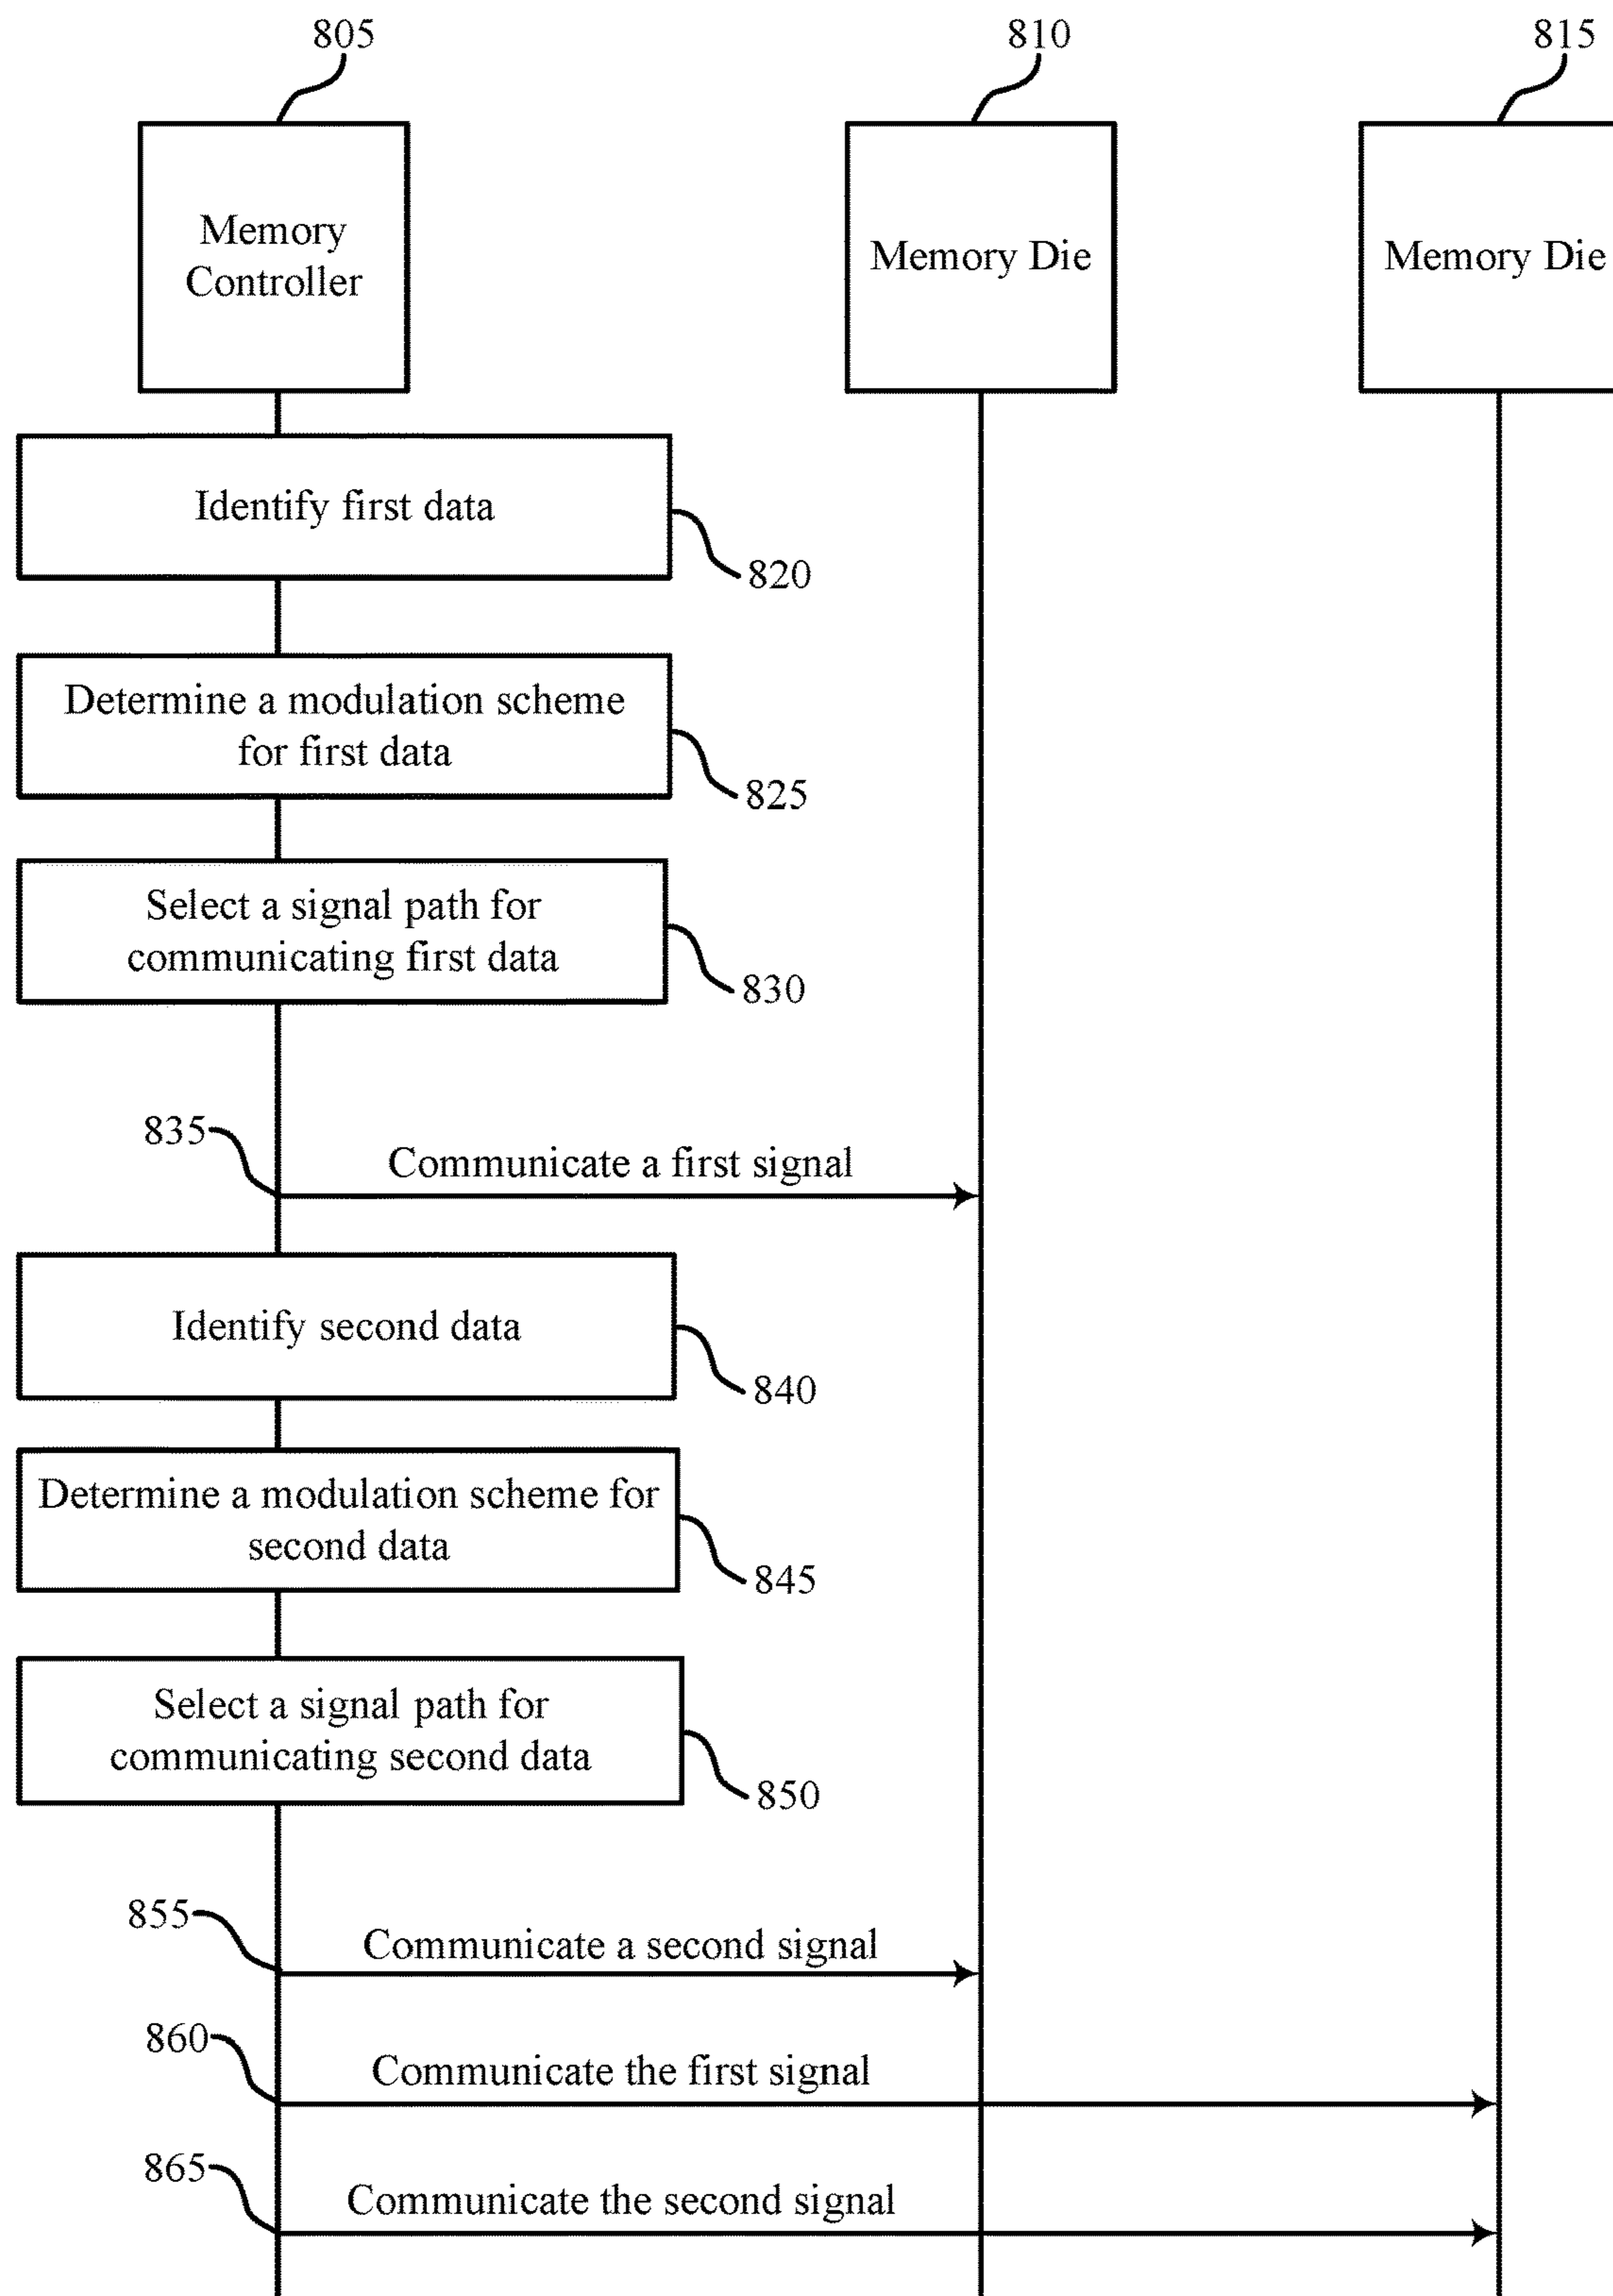 805
810
815
Memory
Controller
Memory Die
Memory Die
Identify first data
820
Determine a modulation scheme
for first data
825
Select a signal path for
communicating first data
830
835
Communicate a first signal
Identify second data
840
Determine a modulation scheme for
second data
845
Select a signal path for
communicating second data
850
855
Communicate a second signal
860
Communicate the first signal
865
Communicate the second signal